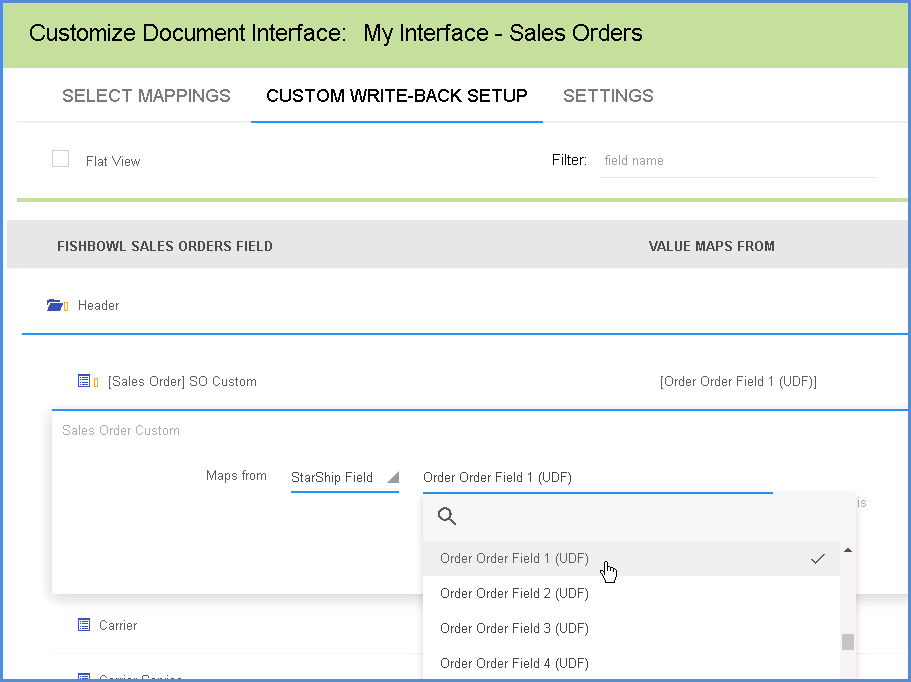 Customize Document Interface: My Interface - Sales Orders
SELECT MAPPINGS CUSTOM WRITE-BACK SETUP SETTINGS
Flat View Filter: field name
FISHBOWL SALES ORDERS FIELD VALUE MAPS FROM
Header
[Sales Order] SO Custom [Order Order Field 1 (UDF)]
Sales Order Custom
Maps from StarShip Field Order Order Field 1 (UDF)
is
Order Order Field 1 (UDF)
Order Order Field 2 (UDF)
Carrier
Order Order Field 3 (UDF)
Order Order Field 4 (UDF)